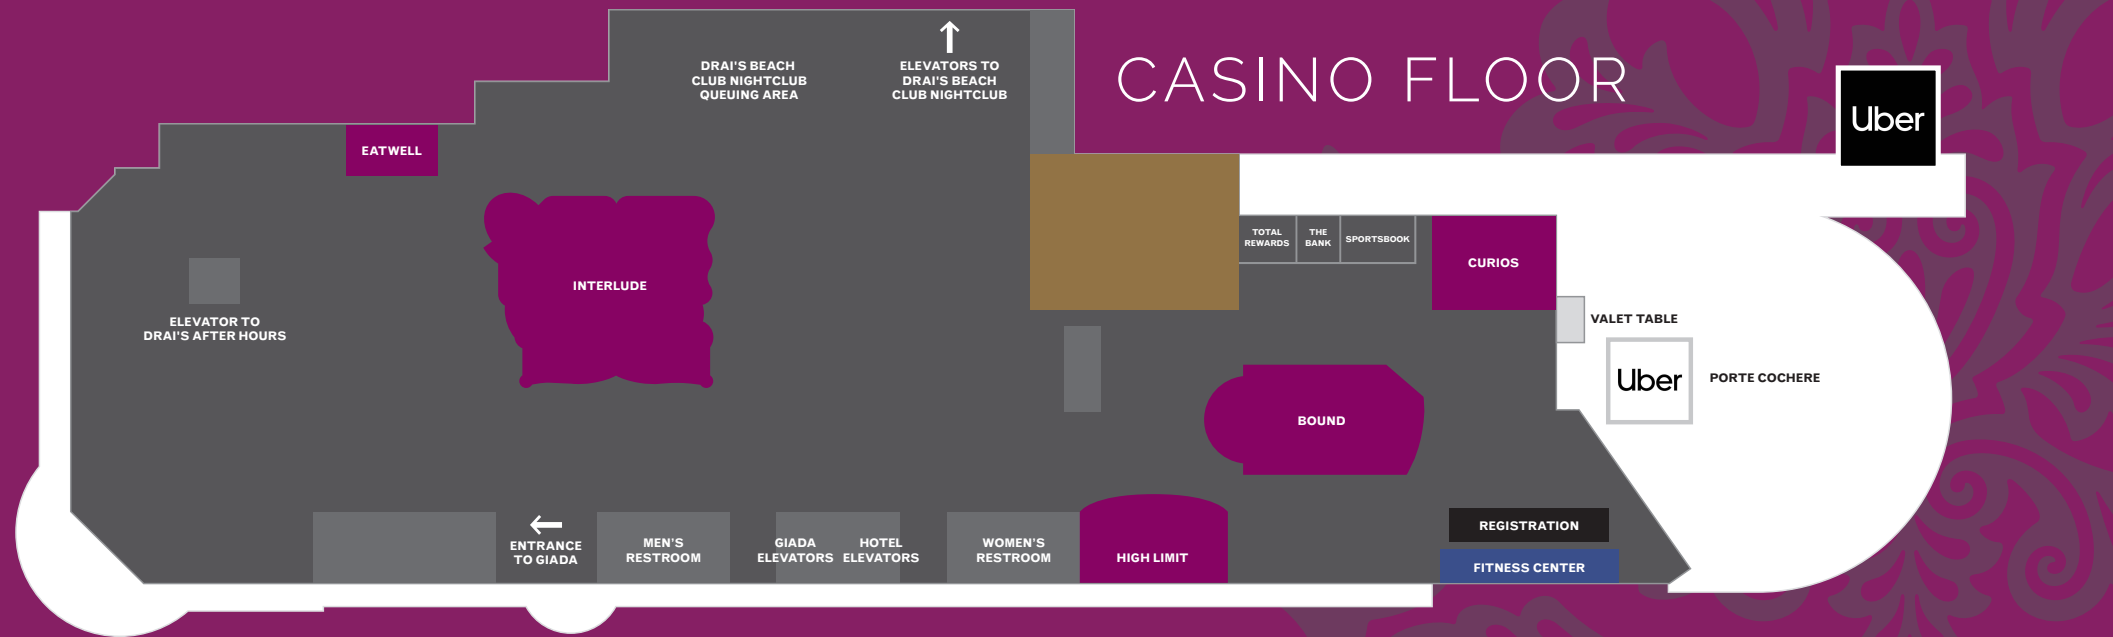 CASINO FLOOR
DRAI'S BEACH
CLUB NIGHTCLUB
QUEUING AREA
ELEVATORS TO
DRAI'S BEACH
CLUB NIGHTCLUB
Uber
EATWELL
TOTAL
REWARDS
THE
BANK
SPORTSBOOK
CURIOS
INTERLUDE
ELEVATOR TO
DRAI'S AFTER HOURS
VALET TABLE
Uber
PORTE COCHERE
BOUND
ENTRANCE
TO GIADA
MEN'S
RESTROOM
GIADA
ELEVATORS
HOTEL
ELEVATORS
WOMEN'S
RESTROOM
HIGH LIMIT
REGISTRATION
FITNESS CENTER